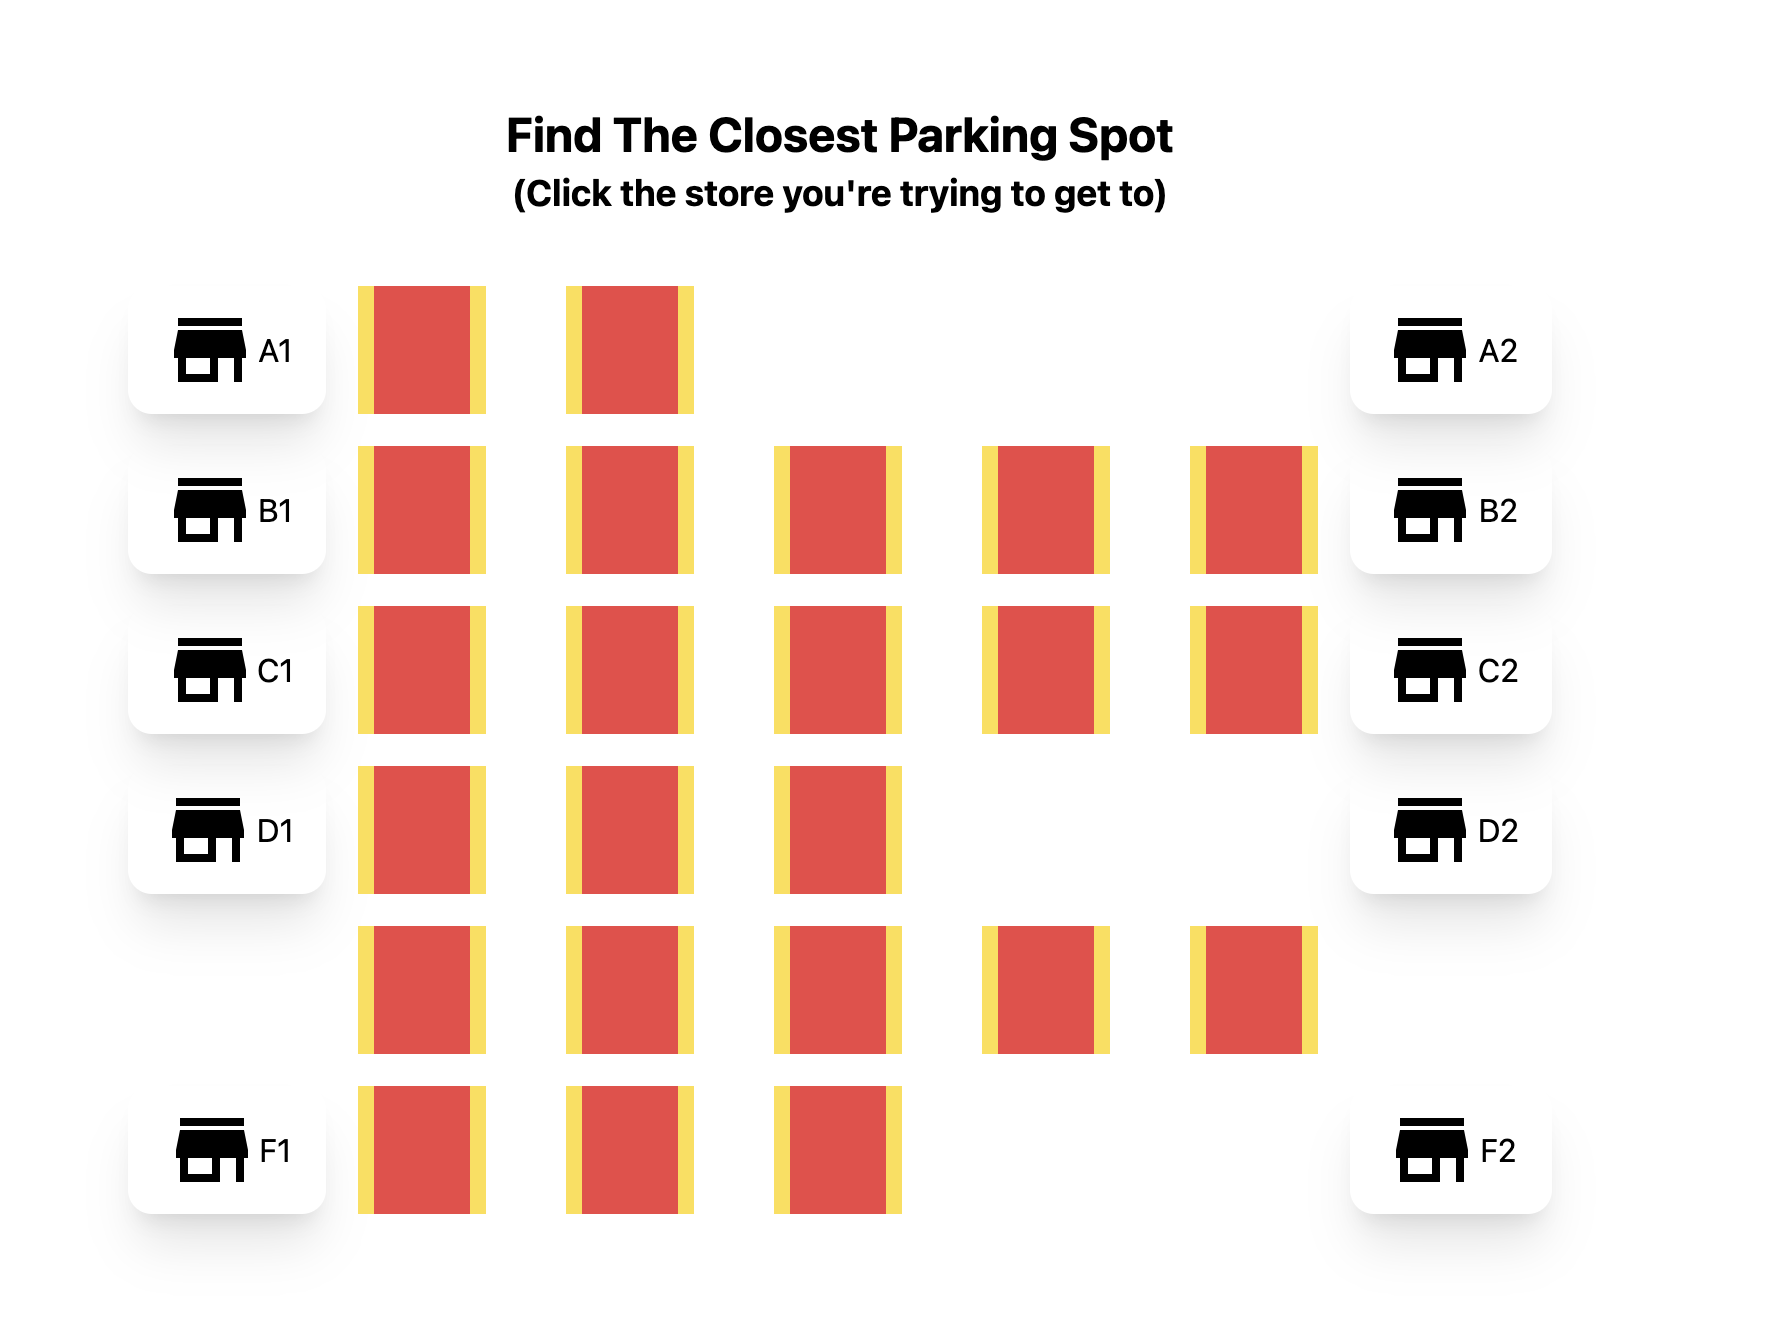 Find The Closest Parking Spot
(Click the store you're trying to get to)
A1
A2
B1
B2
C1
C2
D1
D2
F1
F2